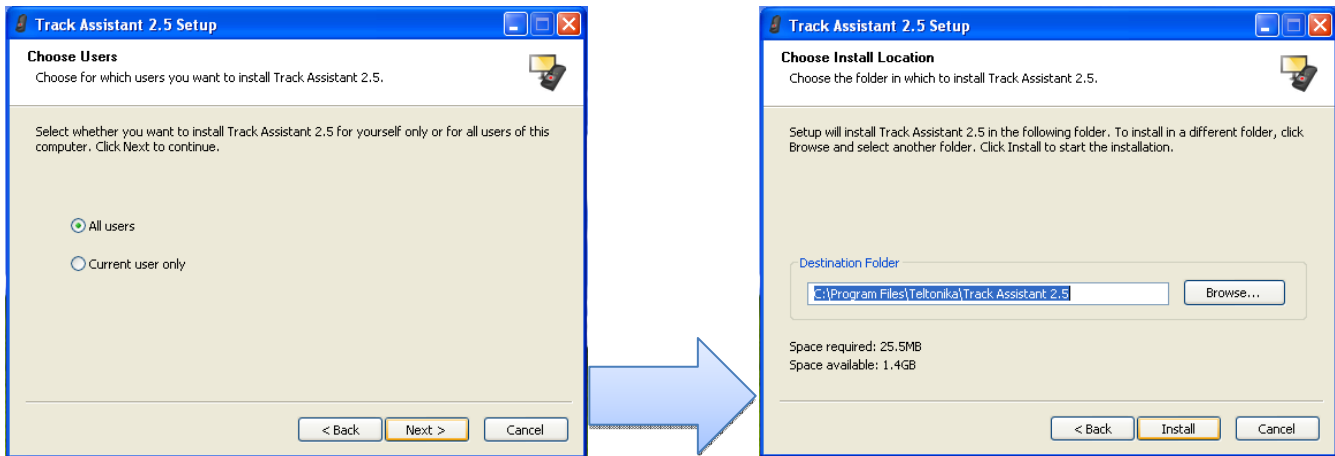 Track Assistant 2.5 Setup
Choose Users
Choose for which users you want to install Track Assistant 2.5.
Select whether you want to install Track Assistant 2.5 for yourself only or for all users of this
computer. Click Next to continue.
All users
Current user only
< Back
Next >
Cancel
Track Assistant 2.5 Setup
Choose Install Location
Choose the folder in which to install Track Assistant 2.5.
Setup will install Track Assistant 2.5 in the following folder. To install in a different folder, click
Browse and select another folder. Click Install to start the installation.
Destination Folder
C:\Program Files\Teltonika\Track Assistant 2.5
Browse...
Space required: 25.5MB
Space available: 1.4GB
< Back
Install
Cancel